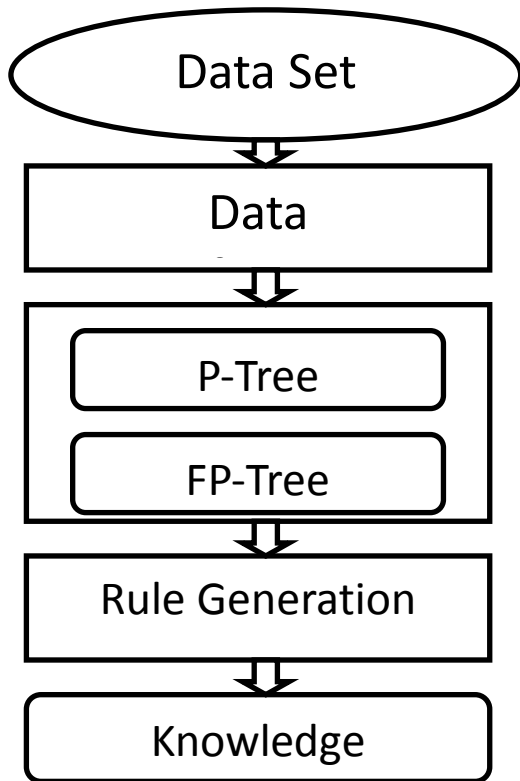 Data Set
Data
P-Tree
FP-Tree
Rule Generation
Knowledge